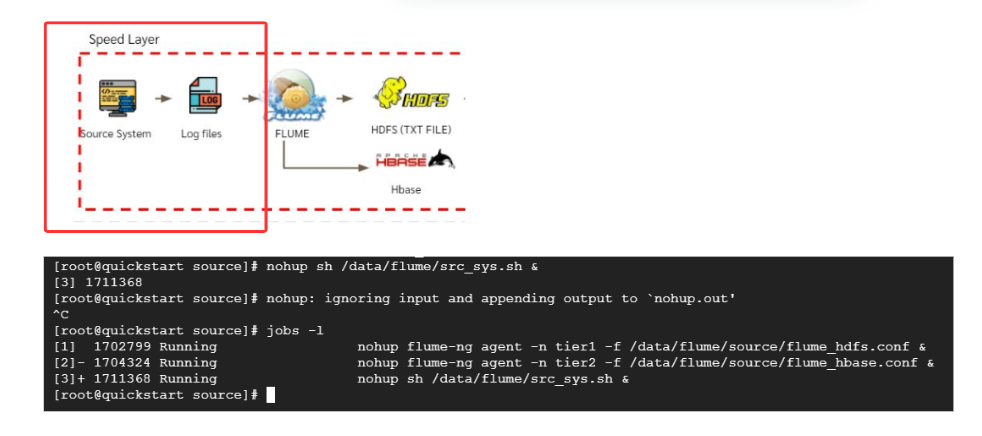 Speed Layer
LOG
FLUME
HDFS
Source System
Log files
FLUME
HDFS (TXT FILE)
APACHE
HBASE
Hbase
[root@quickstart source]# nohup sh /data/flume/src_sys.sh &
[3] 1711368
[root@quickstart source]# nohup: ignoring input and appending output to `nohup.out'
^C
[root@quickstart source]# jobs -l
[1]  1702799 Running                 nohup flume-ng agent -n tier1 -f /data/flume/source/flume_hdfs.conf &
[2]- 1704324 Running                 nohup flume-ng agent -n tier2 -f /data/flume/source/flume_hbase.conf &
[3]+ 1711368 Running                 nohup sh /data/flume/src_sys.sh &
[root@quickstart source]#